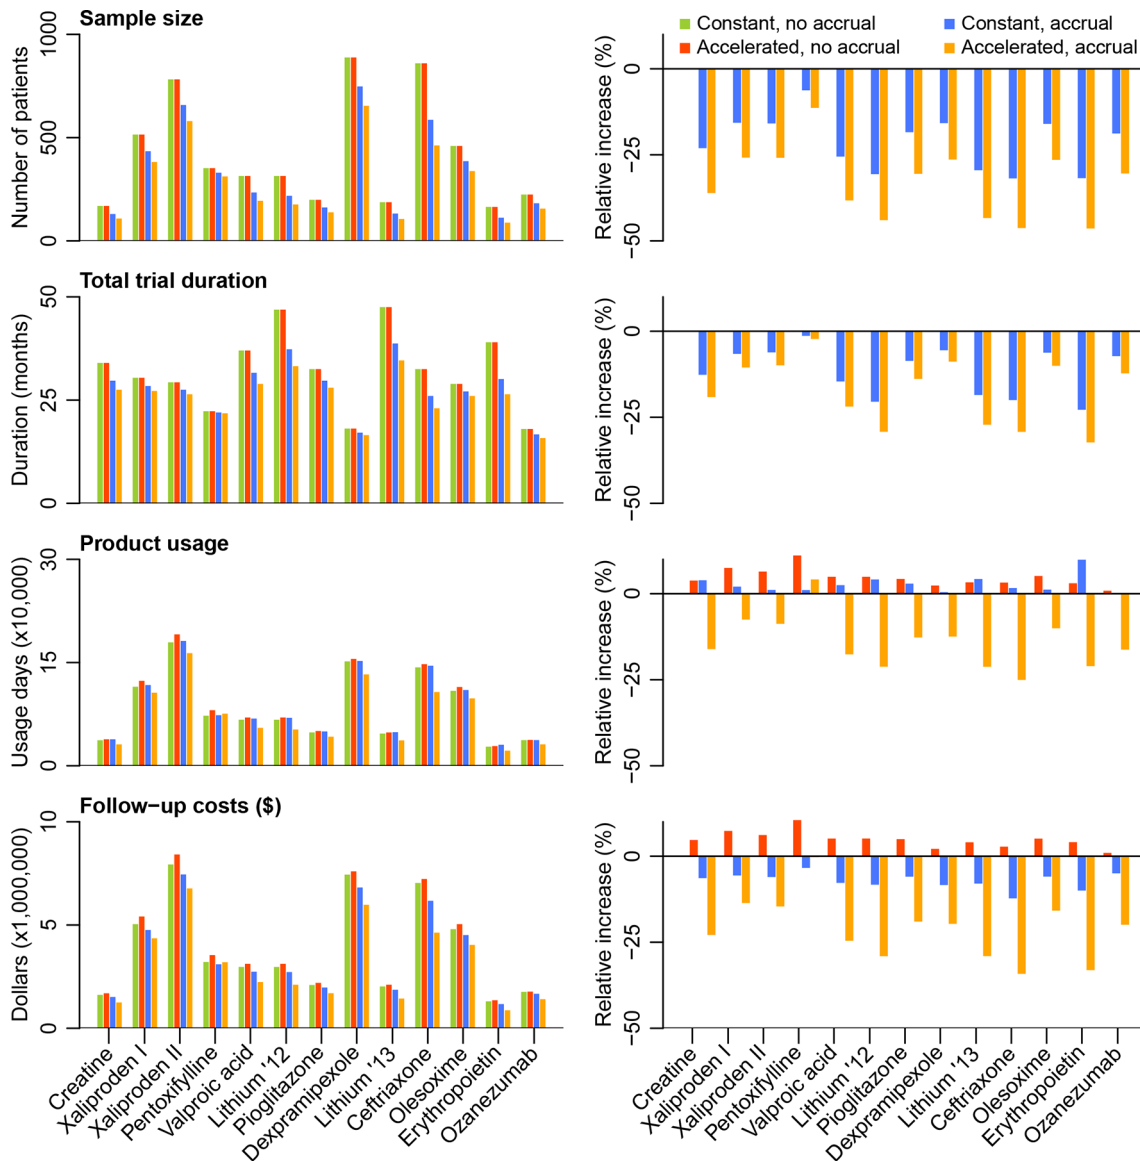 Sample size
Number of patients
1000
500
0
Constant, no accrual
Accelerated, no accrual
Constant, accrual
Accelerated, accrual
Relative increase (%)
0
−25
−50
Total trial duration
Duration (months)
50
25
0
Relative increase (%)
0
−25
−50
Product usage
Usage days (x10,000)
30
15
0
Relative increase (%)
0
−25
−50
Follow−up costs ($)
Dollars (x1,000,000)
10
5
0
Relative increase (%)
0
−25
−50
Creatine
Xaliproden I
Xaliproden II
Pentoxifylline
Valproic acid
Lithium '12
Pioglitazone
Dexpramipexole
Lithium '13
Ceftriaxone
Olesoxime
Erythropoietin
Ozanezumab
Creatine
Xaliproden I
Xaliproden II
Pentoxifylline
Valproic acid
Lithium '12
Pioglitazone
Dexpramipexole
Lithium '13
Ceftriaxone
Olesoxime
Erythropoietin
Ozanezumab